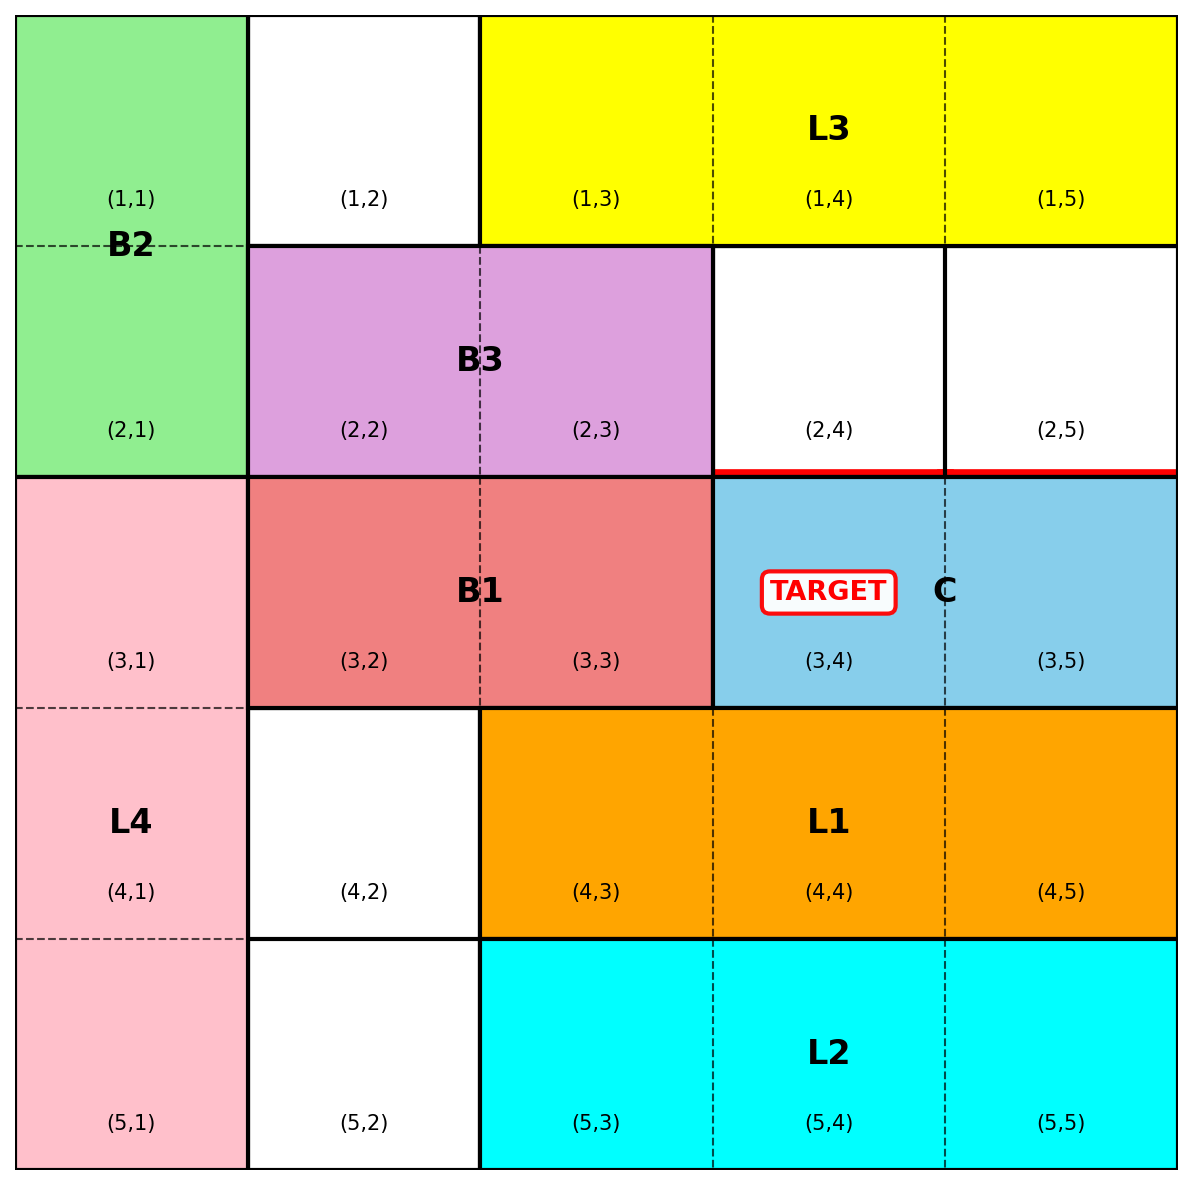 L3
(1,1) (1,2) (1,3) (1,4) (1,5)
B2
B3
(2,1) (2,2) (2,3) (2,4) (2,5)
B1 TARGET C
(3,1) (3,2) (3,3) (3,4) (3,5)
L4 L1
(4,1) (4,2) (4,3) (4,4) (4,5)
L2
(5,1) (5,2) (5,3) (5,4) (5,5)